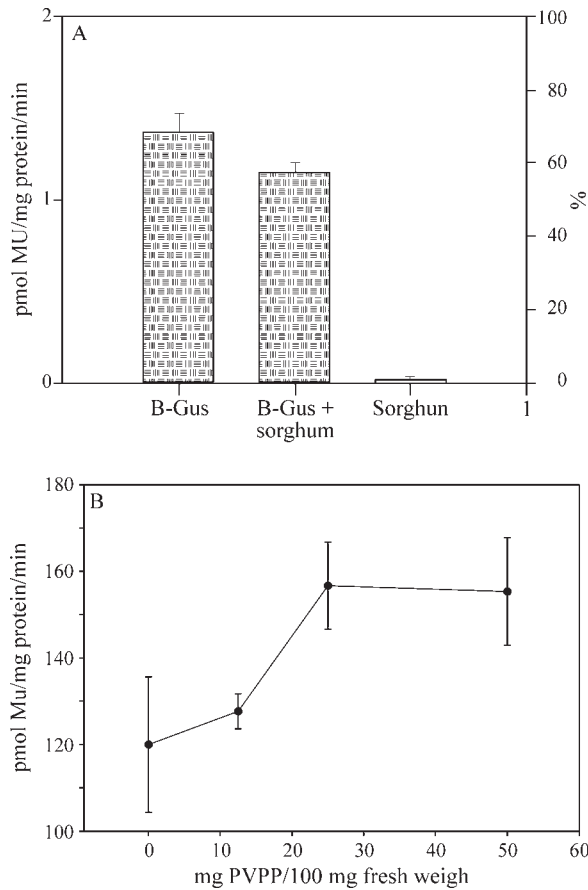 A
pmol MU/mg protein/min
2
1
0
100
80
60
40
20
0
%
B-Gus
B-Gus +
sorghum
Sorghun
1
B
pmol Mu/mg protein/min
180
160
140
120
100
0
10
20
30
40
50
60
mg PVPP/100 mg fresh weigh